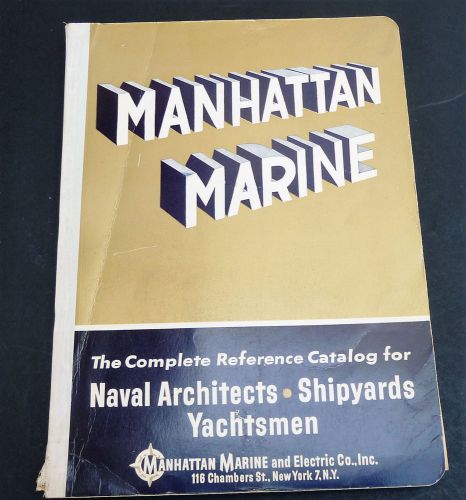 MANHATTAN
MARINE
The Complete Reference Catalog for
Naval Architects • Shipyards
Yachtsmen
MANHATTAN MARINE and Electric Co., Inc.
116 Chambers St., New York 7, N.Y.